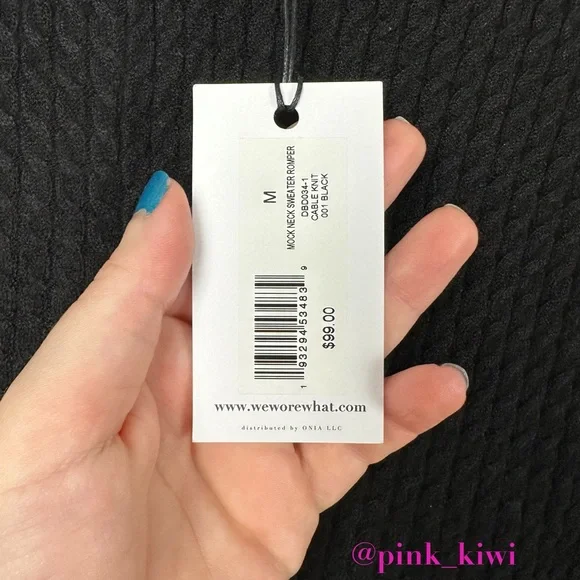 M
MOCK NECK SWEATER ROMPER
DBD034-1
CABLE KNIT
001 BLACK
1 93294 53483 9
$99.00
www.weworewhat.com
distributed by ONIA LLC
@pink_kiwi